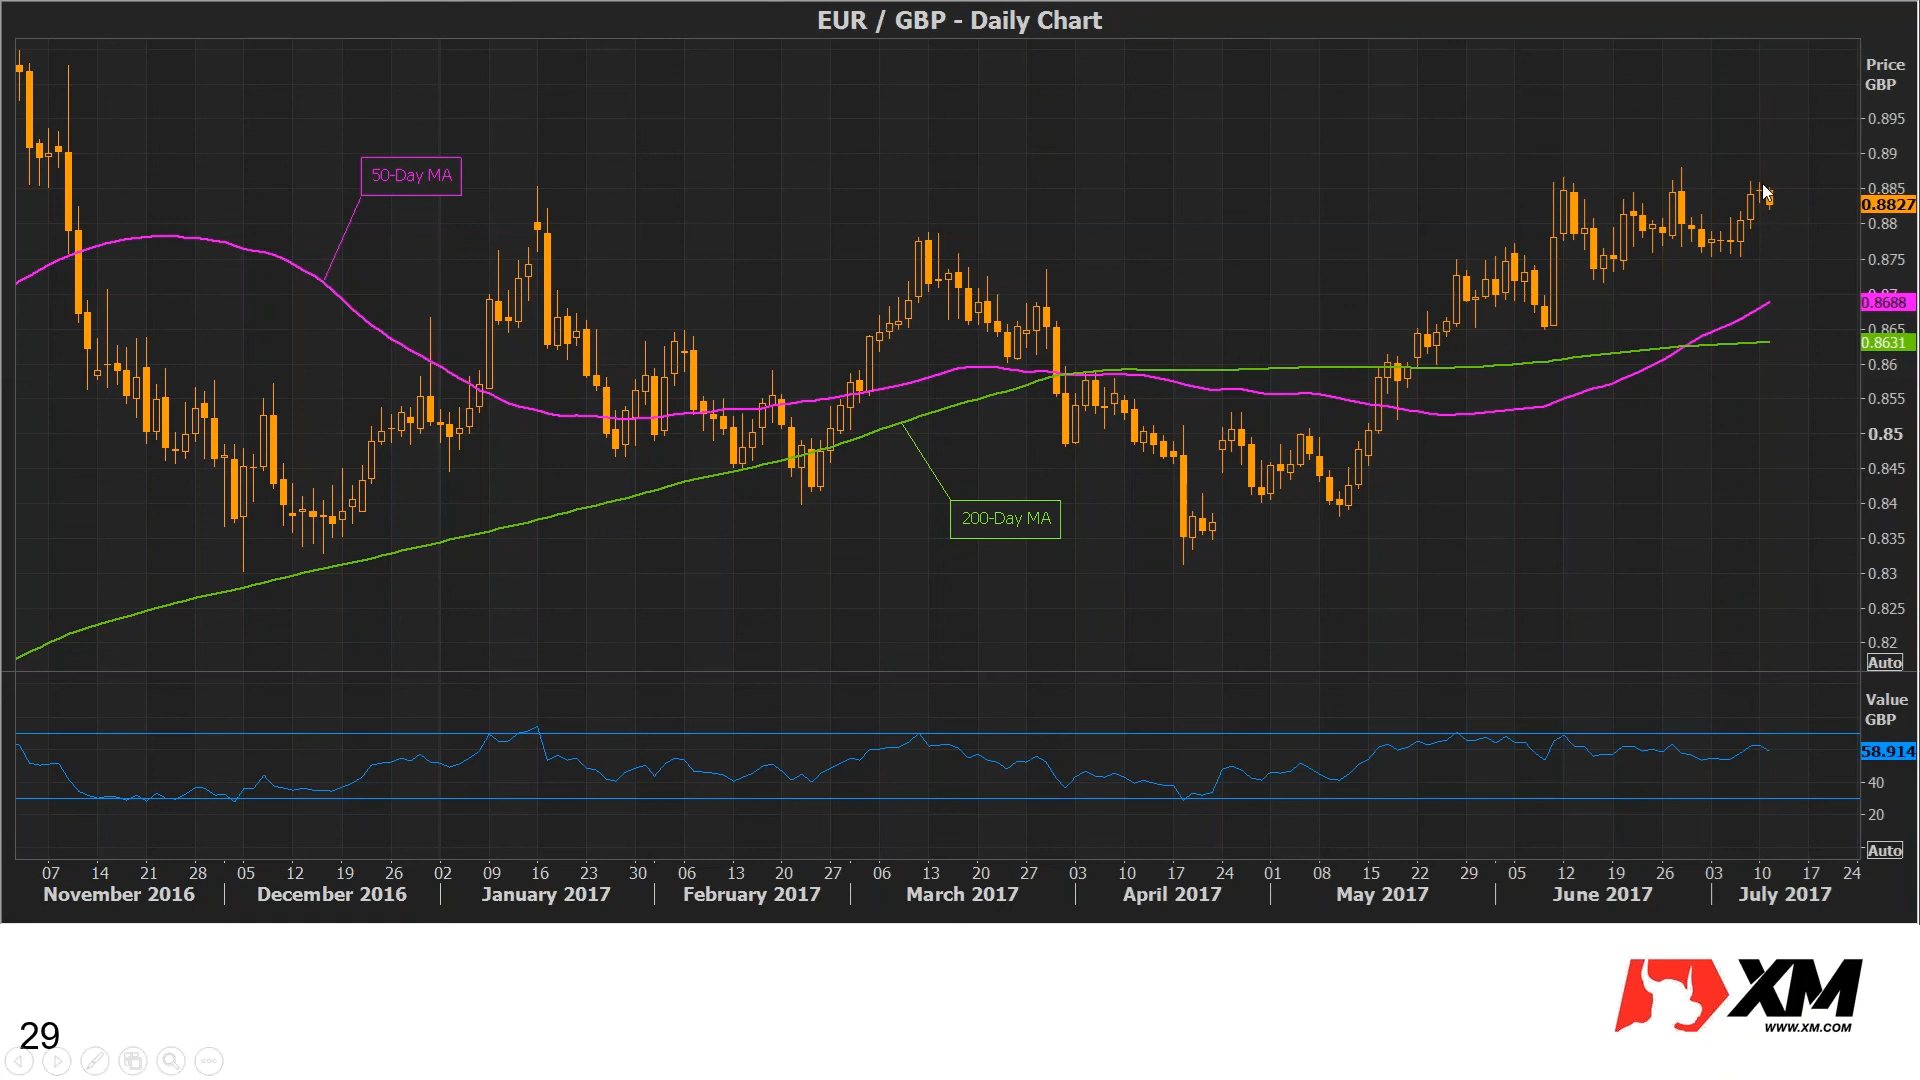 EUR / GBP - Daily Chart
Price
GBP
0.895
0.89
0.885
0.8827
0.88
0.875
0.87
0.8688
0.865
0.8631
0.86
0.855
0.85
0.845
0.84
0.835
0.83
0.825
0.82
Auto
50-Day MA
200-Day MA
Value
GBP
58.914
40
20
Auto
07 14 21 28 05 12 19 26 02 09 16 23 30 06 13 20 27 06 13 20 27 03 10 17 24 01 08 15 22 29 05 12 19 26 03 10 17 24
November 2016 December 2016 January 2017 February 2017 March 2017 April 2017 May 2017 June 2017 July 2017
XM
WWW.XM.COM
29